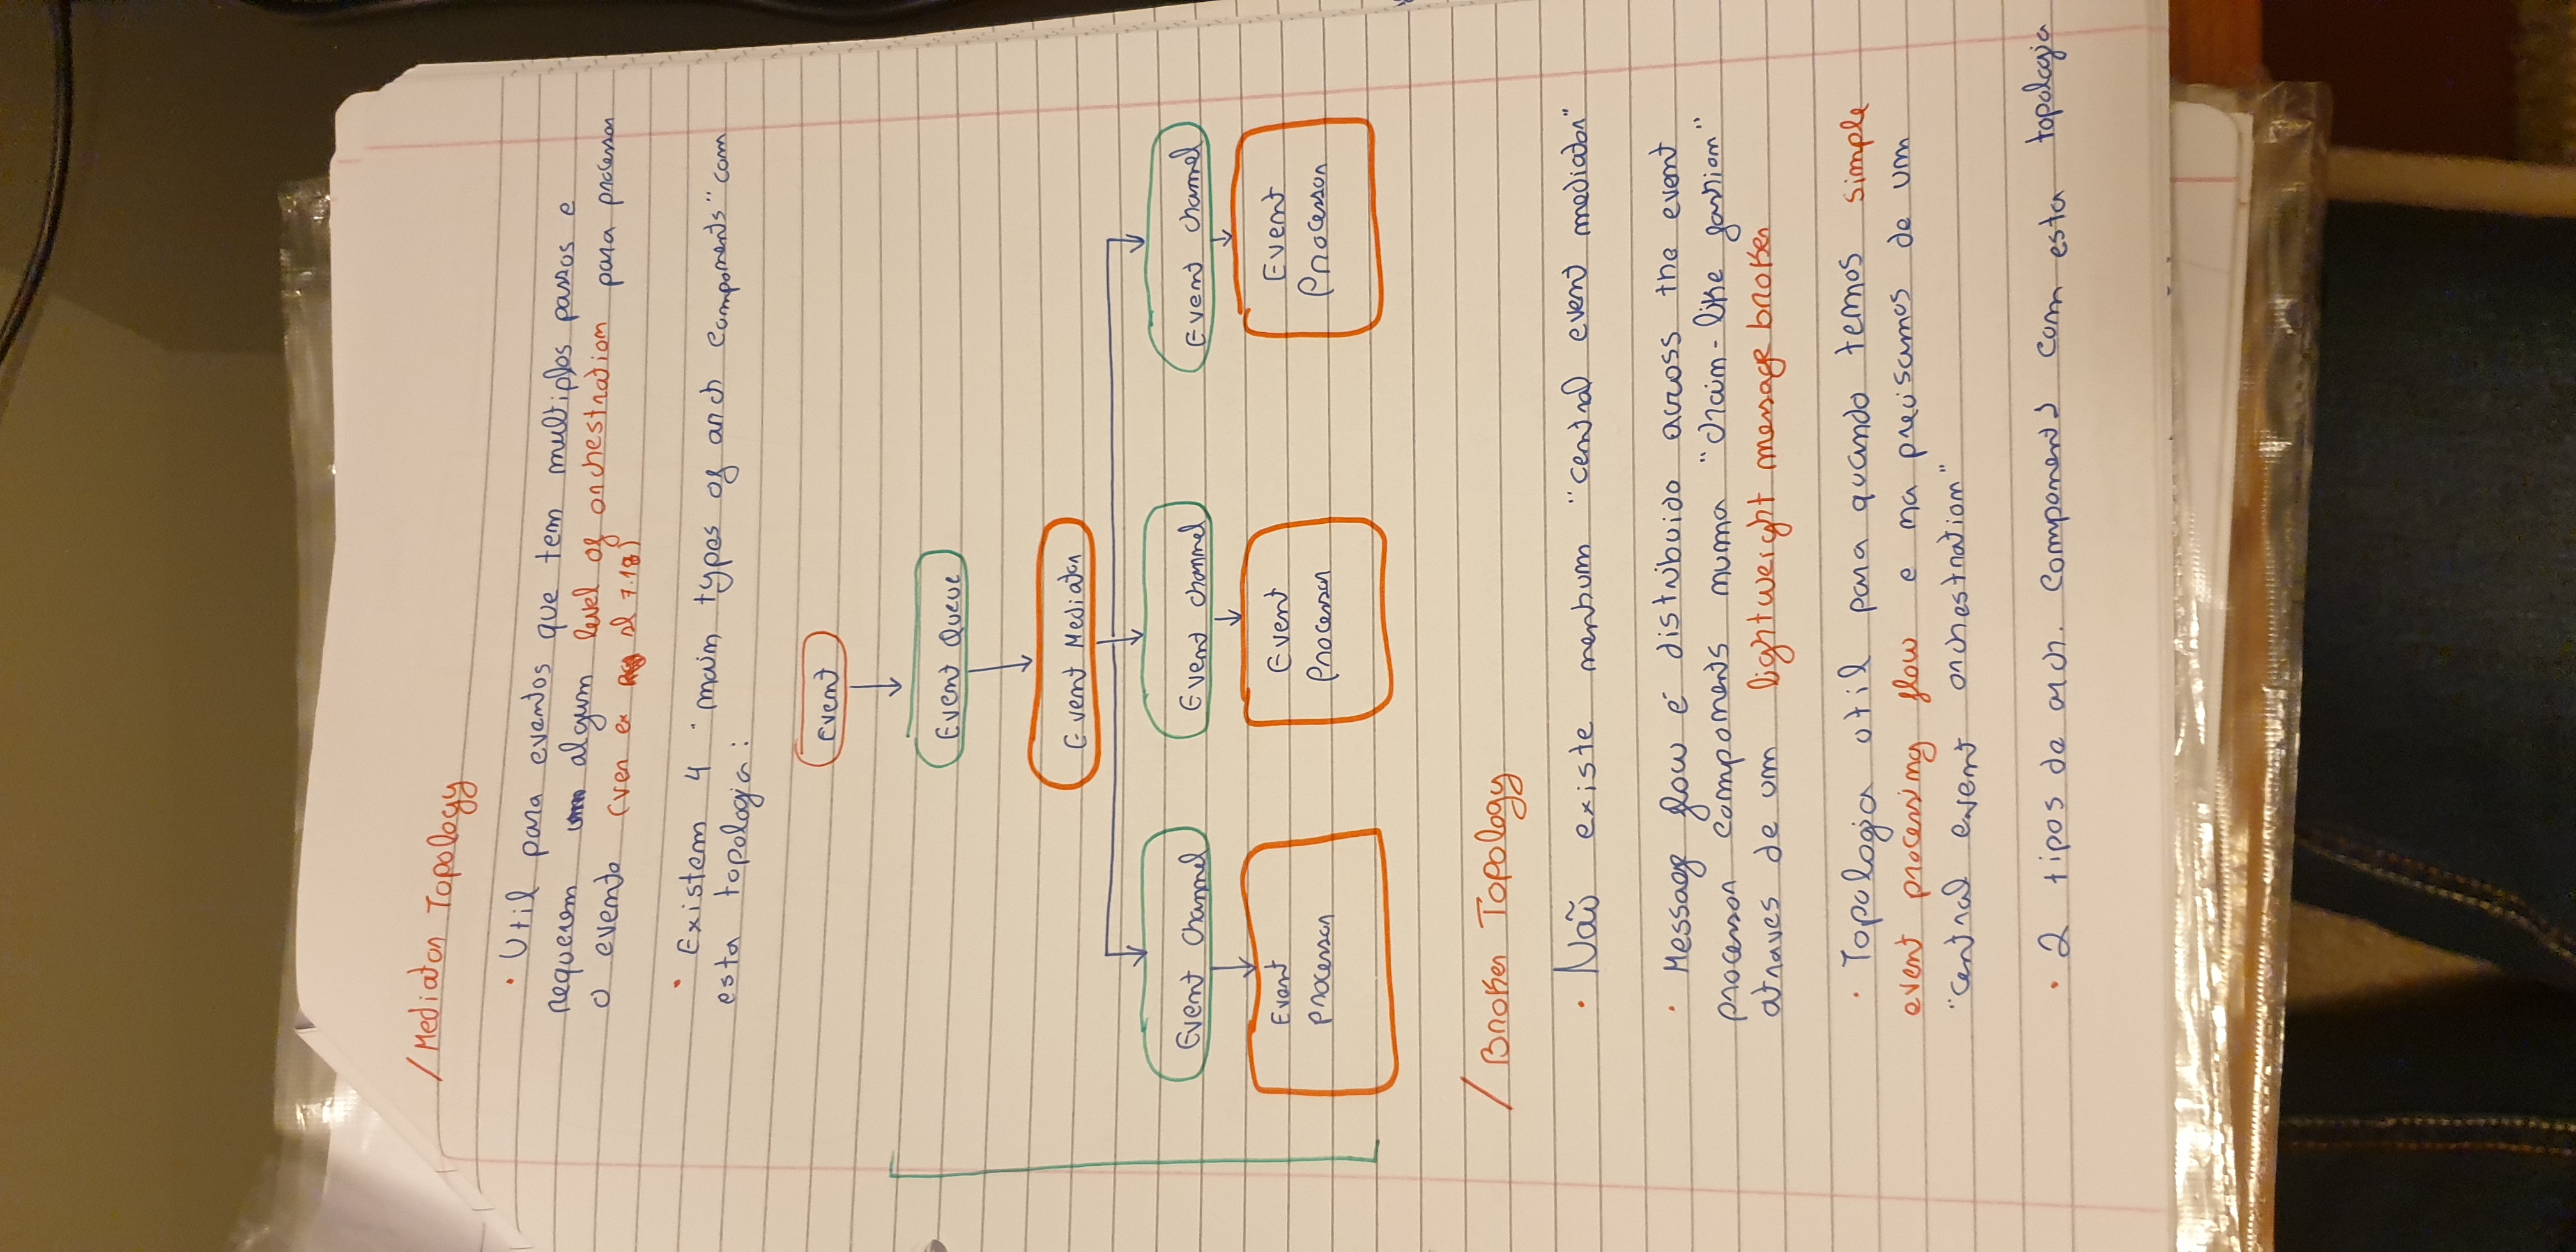 /Mediator Topology
• Util para eventos que tem multiplos passos e
requerem algum level of orchestration para processar
o evento (ver ex sl 7.18)
• Existem 4 "main types of arch components" com
esta topologia:
Event
Event Queue
Event Mediator
Event Channel Event channel Event channel
Event Event Event
processor Processor Processor
/ Broker Topology
• Não existe nenhum "central event mediator"
• Message flow é distribuido across the event
processor components numa "chain-like fashion"
atraves de um lightweight message broker
• Topologia util para quando temos simple
event processing flow e na precisamos de um
"central event orchestration"
• 2 tipos de arch. components com esta topologia